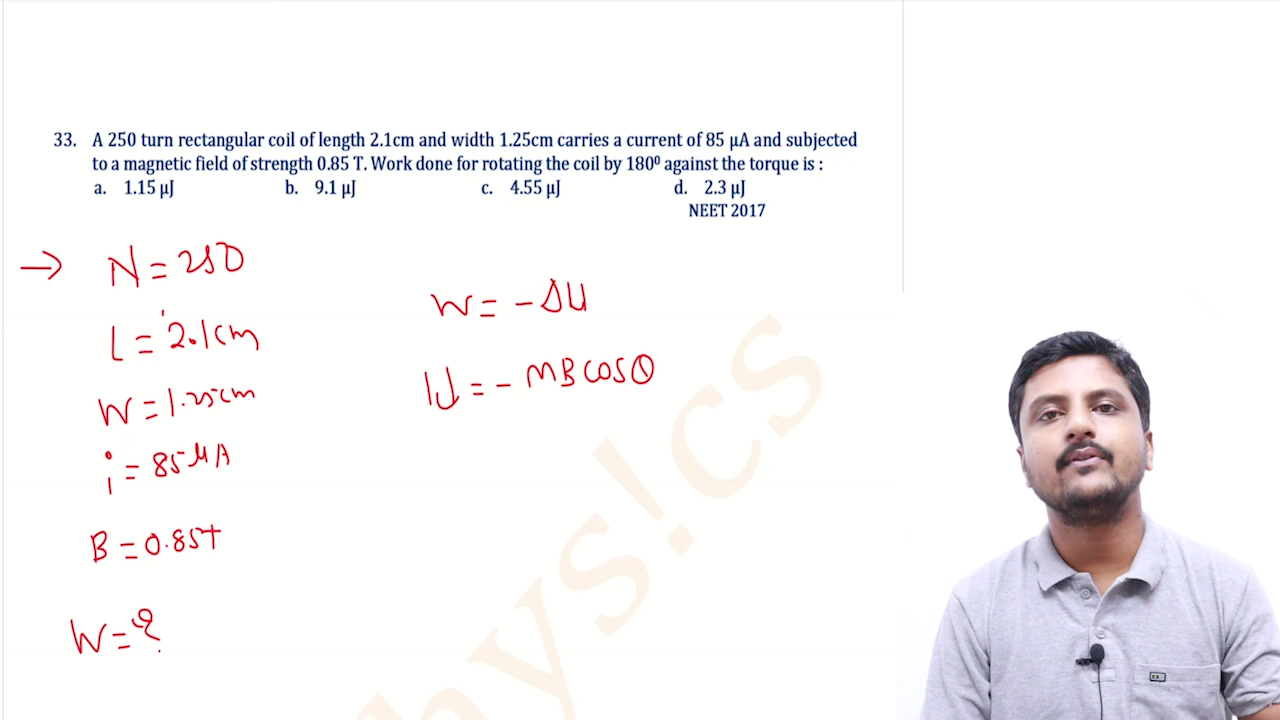 33. A 250 turn rectangular coil of length 2.1cm and width 1.25cm carries a current of 85 μA and subjected
to a magnetic field of strength 0.85 T. Work done for rotating the coil by 180⁰ against the torque is :
a. 1.15 μJ b. 9.1 μJ c. 4.55 μJ d. 2.3 μJ
NEET 2017
→ N = 250
l = 2.1cm
W = 1.25cm
i = 85 μA
B = 0.85T
W = ?
W = - ΔU
U = - MB cosθ
hys!cs